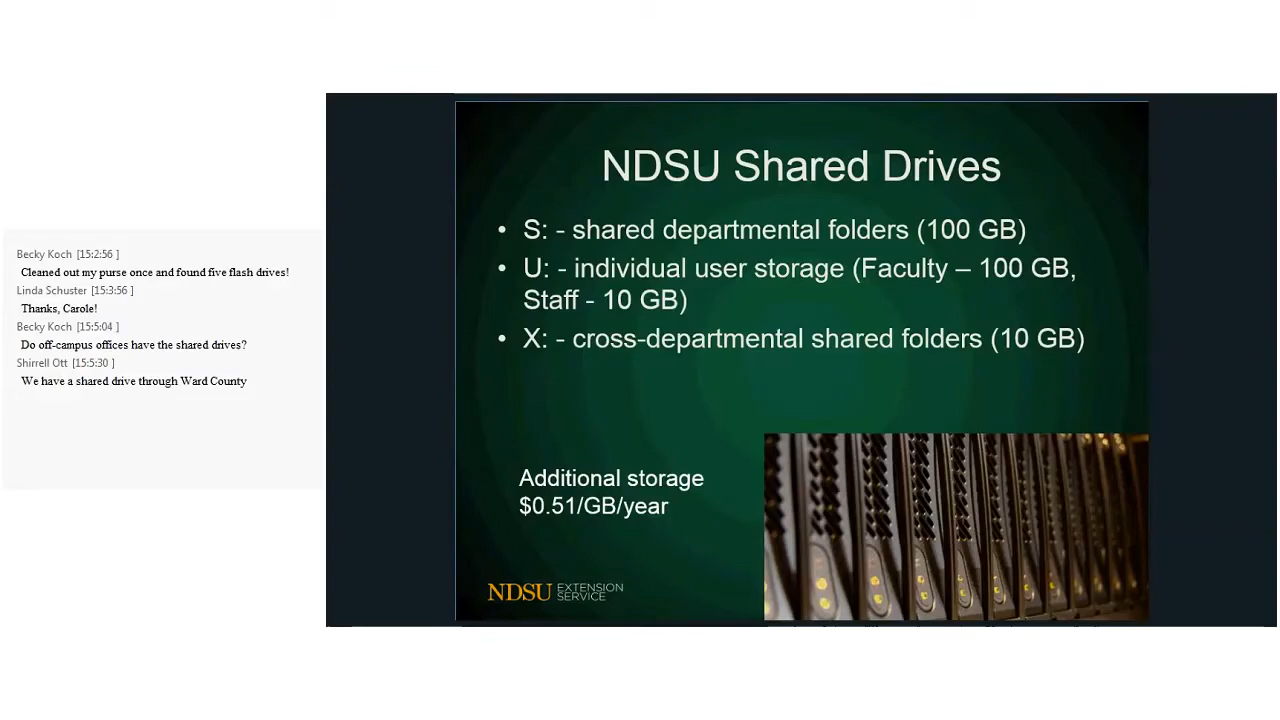 Becky Koch [15:2:56 ]
Cleaned out my purse once and found five flash drives!
Linda Schuster [15:3:56 ]
Thanks, Carole!
Becky Koch [15:5:04 ]
Do off-campus offices have the shared drives?
Shirrell Ott [15:5:30 ]
We have a shared drive through Ward County
NDSU Shared Drives
• S: - shared departmental folders (100 GB)
• U: - individual user storage (Faculty – 100 GB,
Staff - 10 GB)
• X: - cross-departmental shared folders (10 GB)
Additional storage
$0.51/GB/year
NDSU EXTENSION
SERVICE